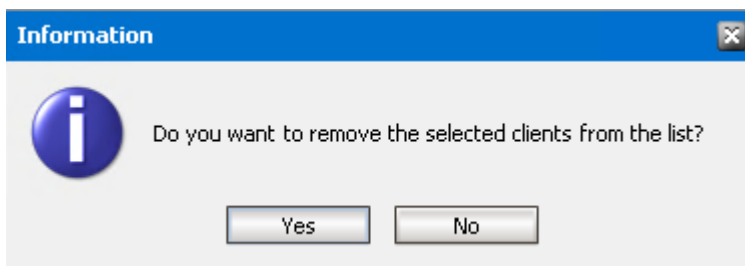 Information
Do you want to remove the selected clients from the list?
Yes No